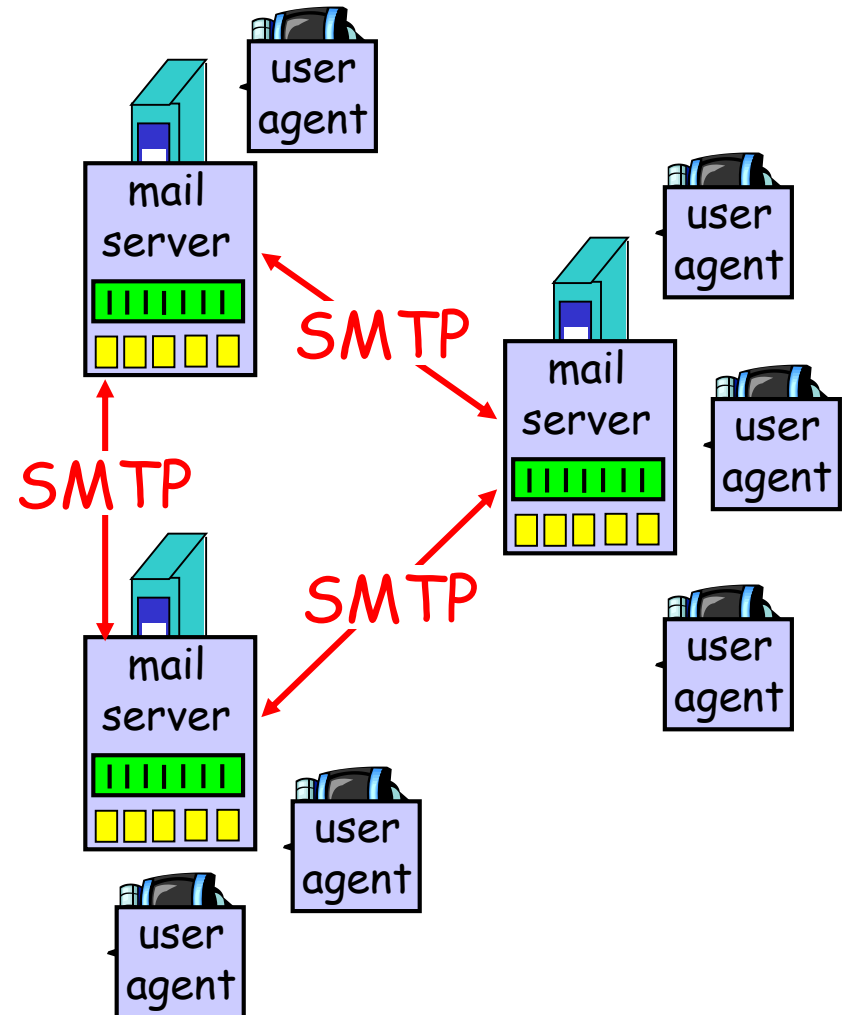 user
agent
mail
server
user
agent
SMTP
mail
server
user
agent
SMTP
SMTP
user
agent
mail
server
user
agent
user
agent